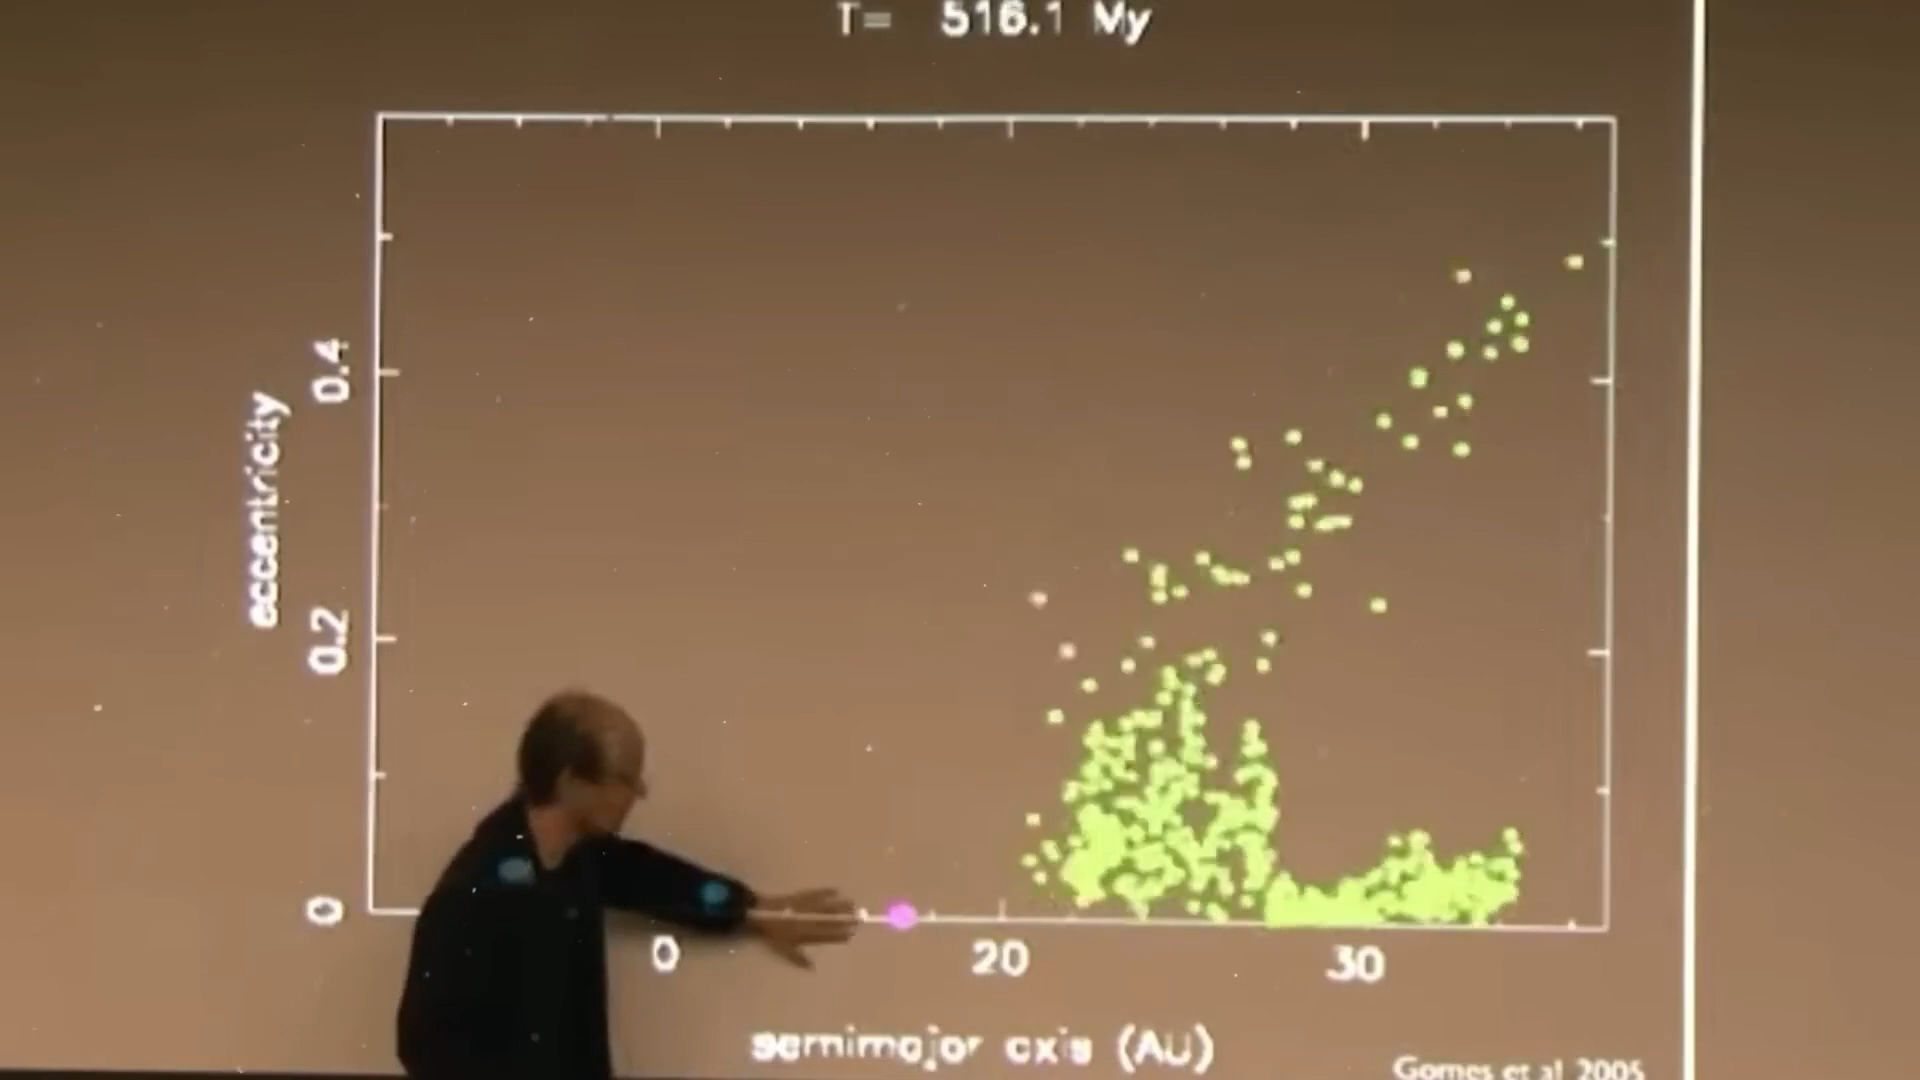 T= 516.1 My
0.4
eccentricity
0.2
0
0 20 30
semimajor axis (AU)
Gomes et al 2005